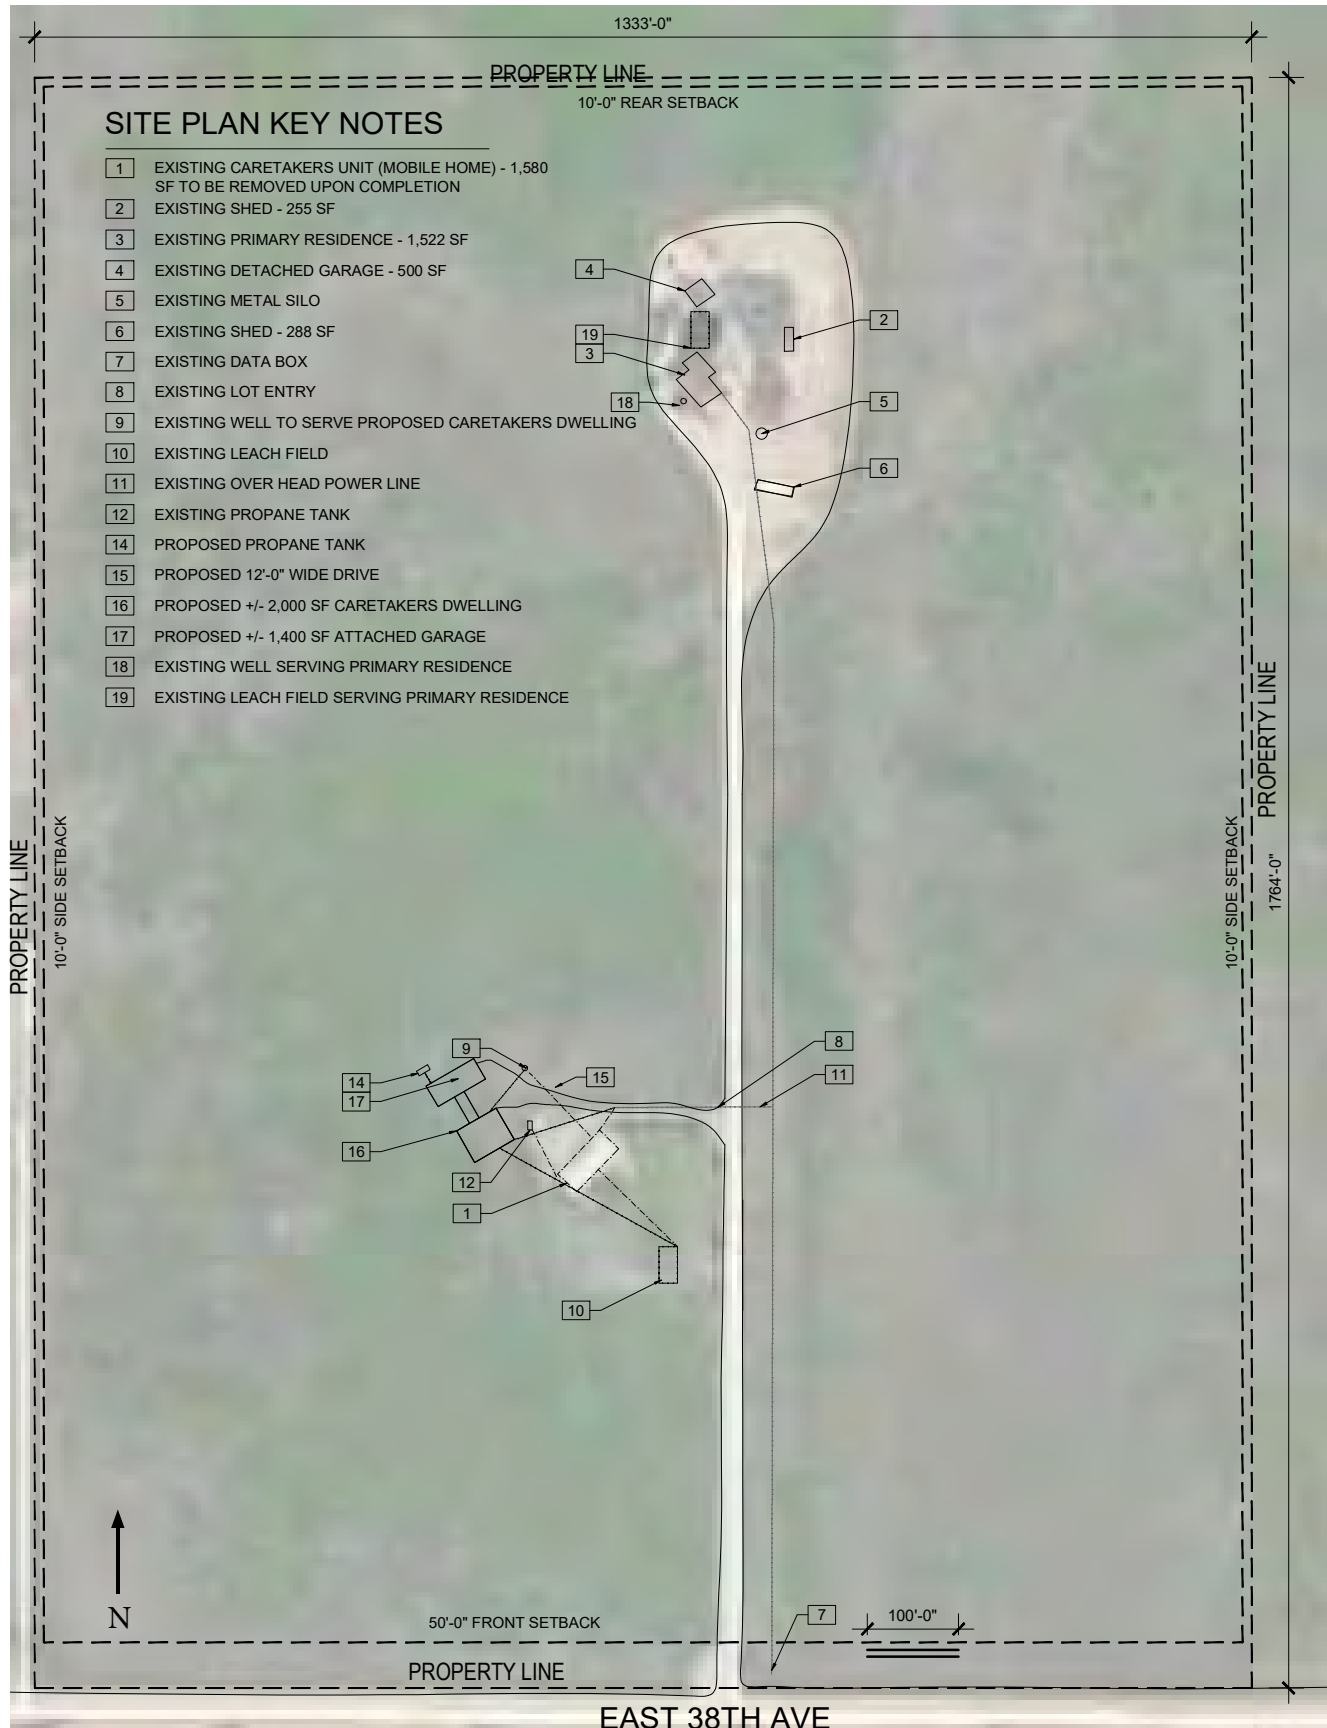 1333'-0"
PROPERTY LINE
10'-0" REAR SETBACK
SITE PLAN KEY NOTES
1 EXISTING CARETAKERS UNIT (MOBILE HOME) - 1,580
SF TO BE REMOVED UPON COMPLETION
2 EXISTING SHED - 255 SF
3 EXISTING PRIMARY RESIDENCE - 1,522 SF
4 EXISTING DETACHED GARAGE - 500 SF
5 EXISTING METAL SILO
6 EXISTING SHED - 288 SF
7 EXISTING DATA BOX
8 EXISTING LOT ENTRY
9 EXISTING WELL TO SERVE PROPOSED CARETAKERS DWELLING
10 EXISTING LEACH FIELD
11 EXISTING OVER HEAD POWER LINE
12 EXISTING PROPANE TANK
14 PROPOSED PROPANE TANK
15 PROPOSED 12'-0" WIDE DRIVE
16 PROPOSED +/- 2,000 SF CARETAKERS DWELLING
17 PROPOSED +/- 1,400 SF ATTACHED GARAGE
18 EXISTING WELL SERVING PRIMARY RESIDENCE
19 EXISTING LEACH FIELD SERVING PRIMARY RESIDENCE
4
2
19
3
18
5
6
PROPERTY LINE
10'-0" SIDE SETBACK
10'-0" SIDE SETBACK
PROPERTY LINE
1764'-0"
9
8
14
15
11
17
16
12
1
10
N
50'-0" FRONT SETBACK
7
100'-0"
PROPERTY LINE
EAST 38TH AVE